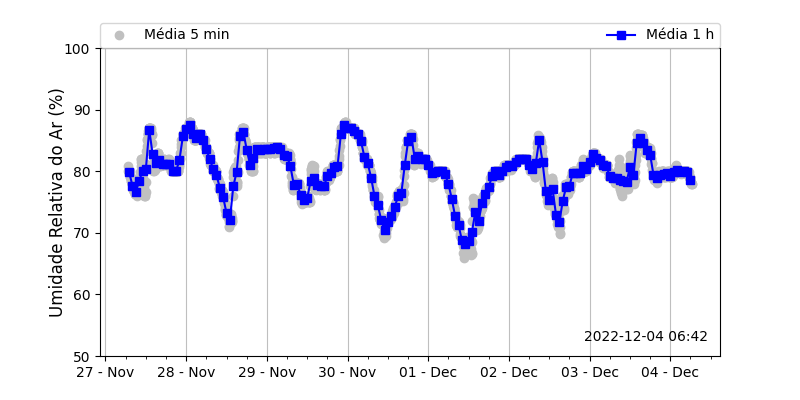 Média 5 min
Média 1 h
Umidade Relativa do Ar (%)
100
90
80
70
60
50
2022-12-04 06:42
27 - Nov
28 - Nov
29 - Nov
30 - Nov
01 - Dec
02 - Dec
03 - Dec
04 - Dec